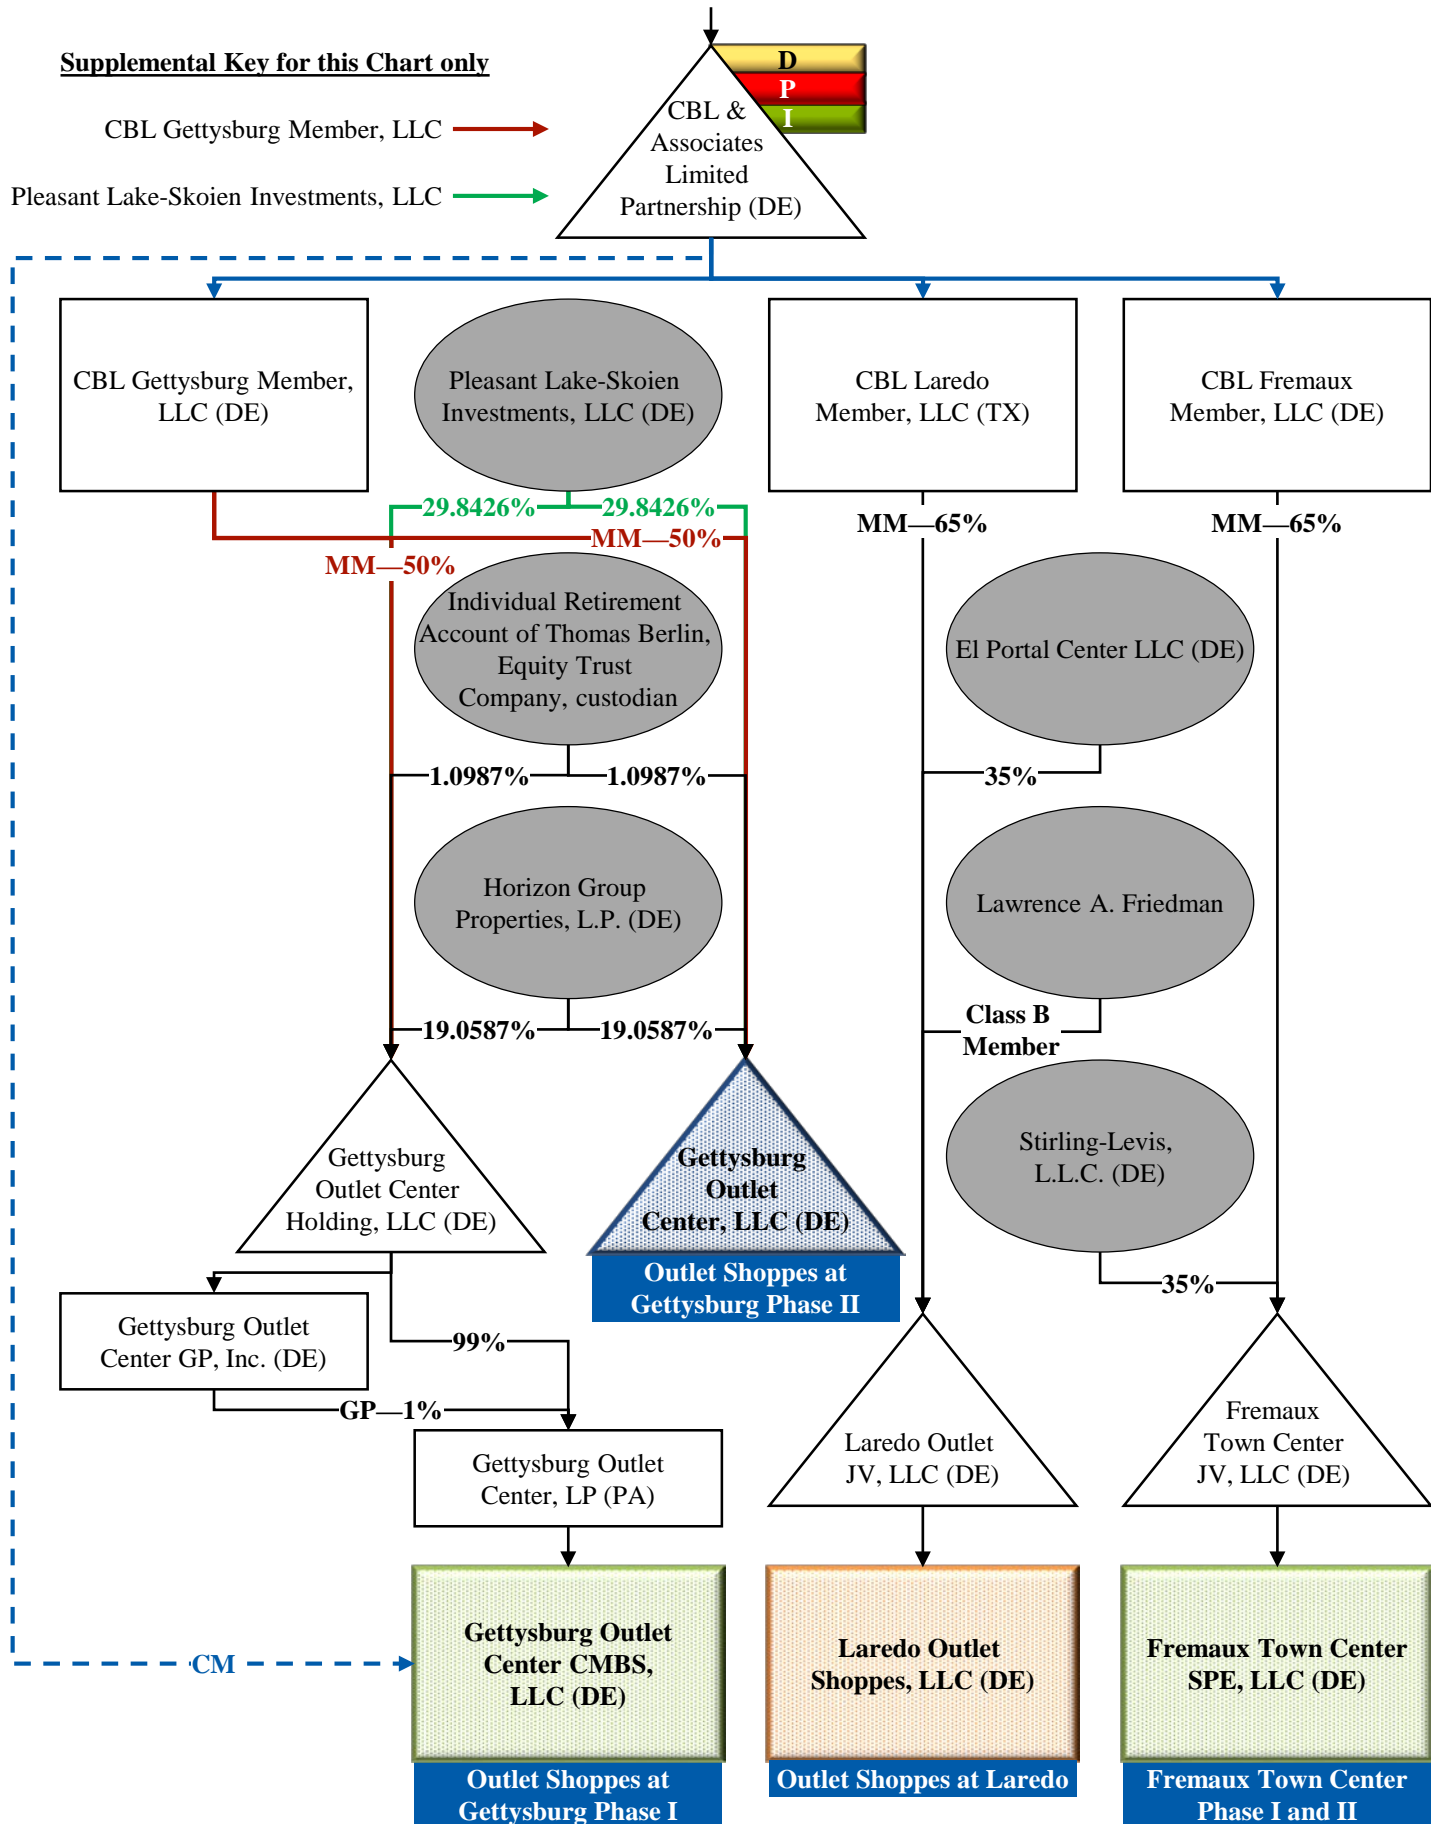 Supplemental Key for this Chart only
CBL Gettysburg Member, LLC
Pleasant Lake-Skoien Investments, LLC
D
P
I
CBL &
Associates
Limited
Partnership (DE)
CBL Gettysburg Member,
LLC (DE)
Pleasant Lake-Skoien
Investments, LLC (DE)
CBL Laredo
Member, LLC (TX)
CBL Fremaux
Member, LLC (DE)
29.8426%
29.8426%
MM—50%
MM—50%
MM—65%
MM—65%
Individual Retirement
Account of Thomas Berlin,
Equity Trust
Company, custodian
El Portal Center LLC (DE)
1.0987%
1.0987%
35%
Horizon Group
Properties, L.P. (DE)
Lawrence A. Friedman
19.0587%
19.0587%
Class B
Member
Gettysburg
Outlet Center
Holding, LLC (DE)
Gettysburg
Outlet
Center, LLC (DE)
Outlet Shoppes at
Gettysburg Phase II
Stirling-Levis,
L.L.C. (DE)
35%
Gettysburg Outlet
Center GP, Inc. (DE)
99%
GP—1%
Gettysburg Outlet
Center, LP (PA)
Laredo Outlet
JV, LLC (DE)
Fremaux
Town Center
JV, LLC (DE)
CM
Gettysburg Outlet
Center CMBS,
LLC (DE)
Outlet Shoppes at
Gettysburg Phase I
Laredo Outlet
Shoppes, LLC (DE)
Outlet Shoppes at Laredo
Fremaux Town Center
SPE, LLC (DE)
Fremaux Town Center
Phase I and II